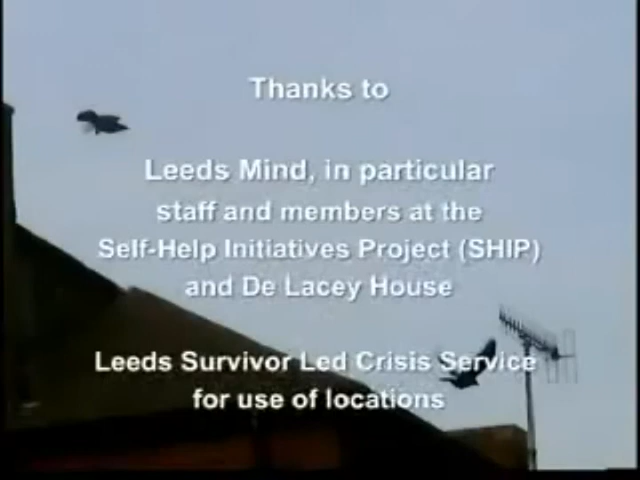 Thanks to
Leeds Mind, in particular
staff and members at the
Self-Help Initiatives Project (SHIP)
and De Lacey House
Leeds Survivor Led Crisis Service
for use of locations